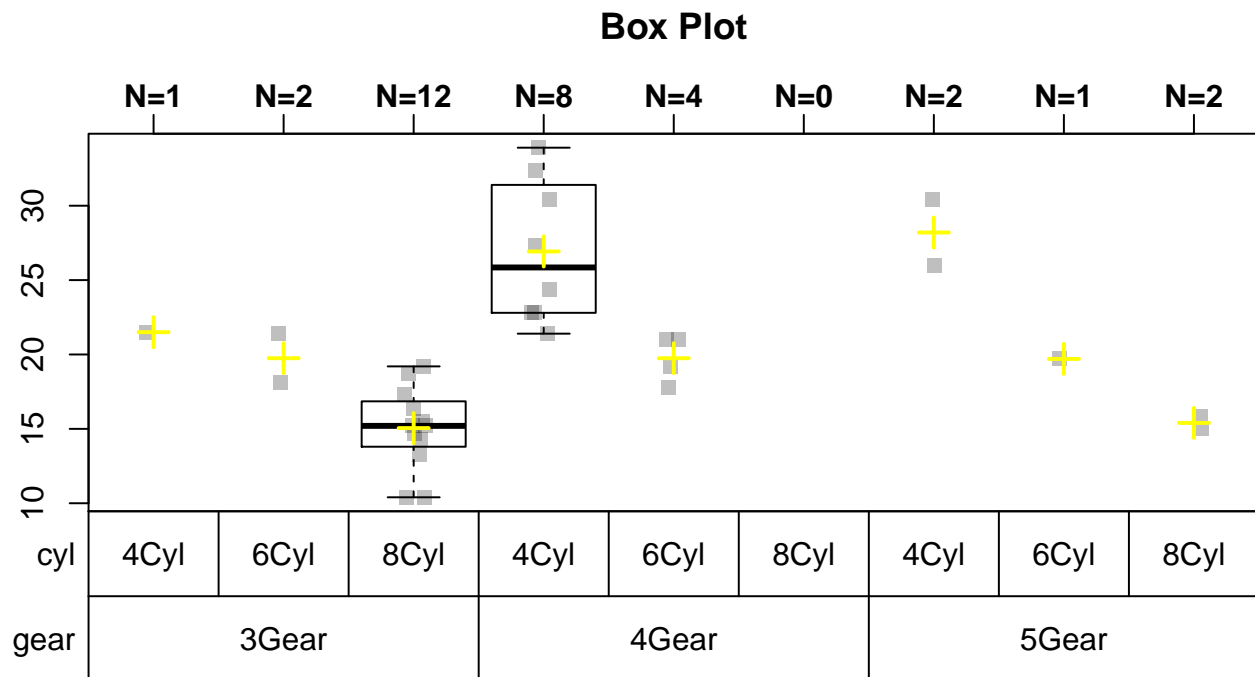 Box Plot
N=1 N=2 N=12 N=8 N=4 N=0 N=2 N=1 N=2
30
25
20
15
10
cyl 4Cyl 6Cyl 8Cyl 4Cyl 6Cyl 8Cyl 4Cyl 6Cyl 8Cyl
gear 3Gear 4Gear 5Gear